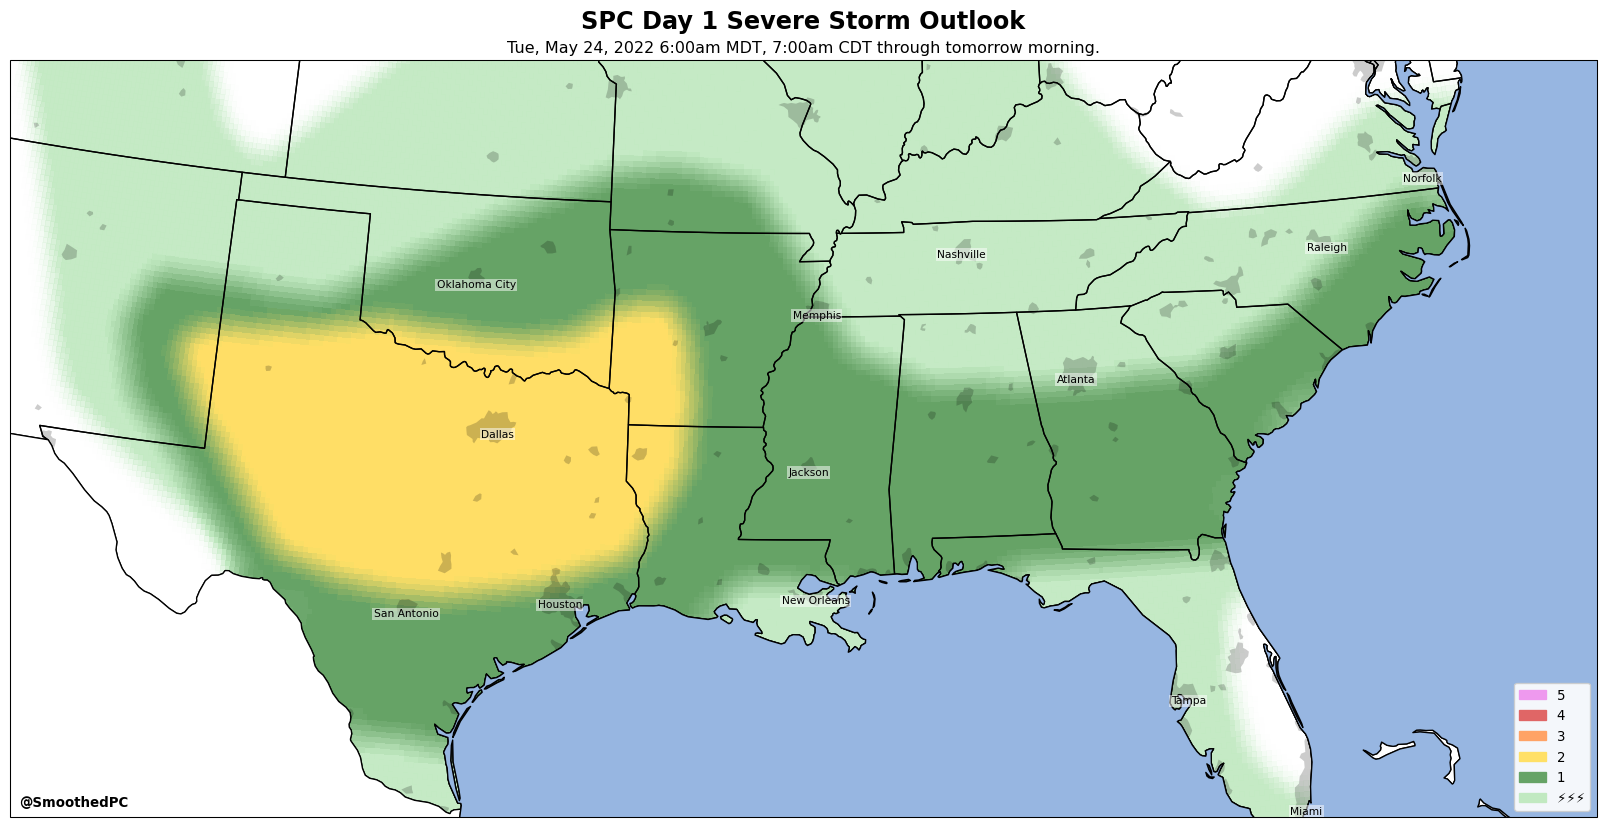 SPC Day 1 Severe Storm Outlook
Tue, May 24, 2022 6:00am MDT, 7:00am CDT through tomorrow morning.
Norfolk
Raleigh
Nashville
Oklahoma City
Memphis
Atlanta
Dallas
Jackson
New Orleans
Houston
San Antonio
Tampa
Miami
5
4
3
2
1
⚡⚡⚡
@SmoothedPC